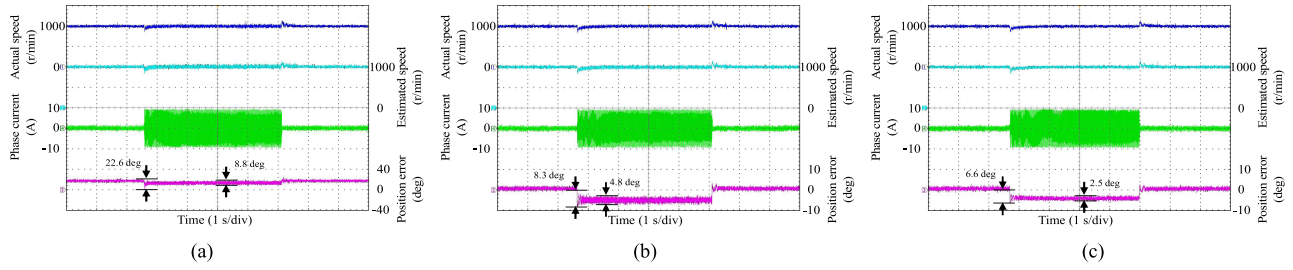 Actual speed
(r/min)
1000
0
Phase current
(A)
10
0
-10
1000
0
Estimated speed
(r/min)
22.6 deg
8.8 deg
40
0
-40
Position error
(deg)
Time (1 s/div)
(a)
Actual speed
(r/min)
1000
0
Phase current
(A)
10
0
-10
1000
0
Estimated speed
(r/min)
8.3 deg
4.8 deg
10
0
-10
Position error
(deg)
Time (1 s/div)
(b)
Actual speed
(r/min)
1000
0
Phase current
(A)
10
0
-10
1000
0
Estimated speed
(r/min)
6.6 deg
2.5 deg
10
0
-10
Position error
(deg)
Time (1 s/div)
(c)